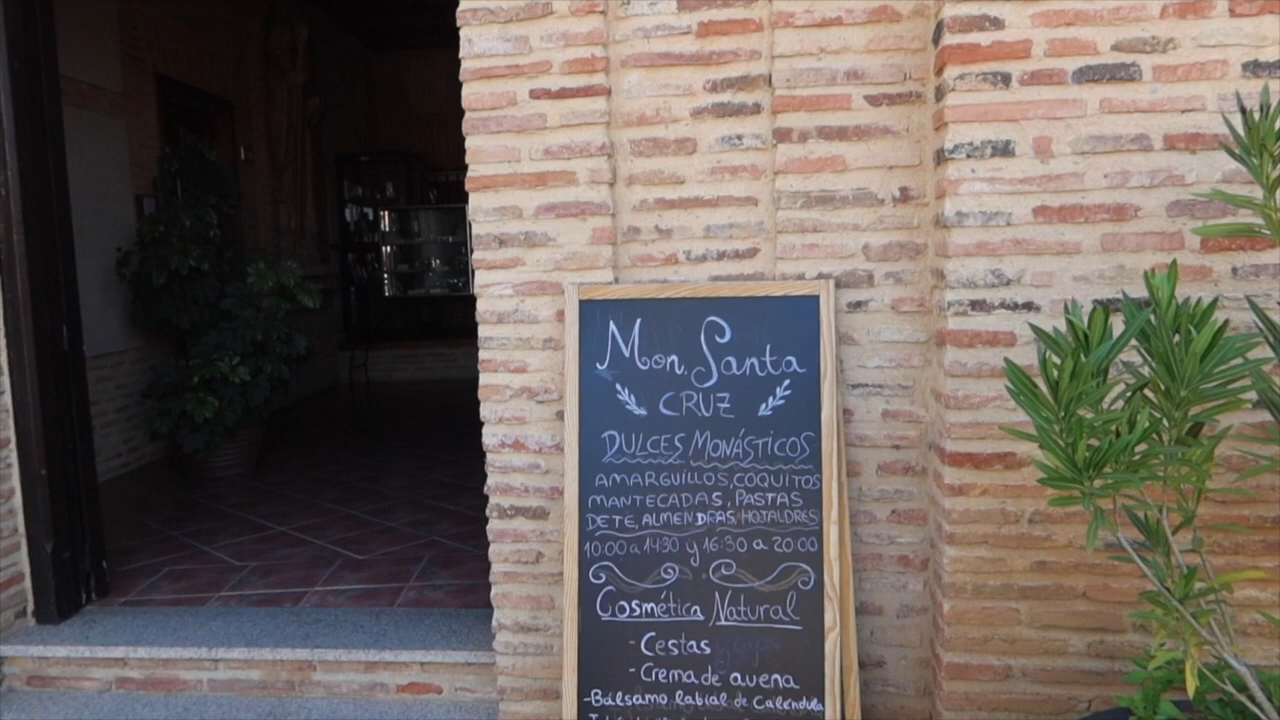 Mon. Santa
CRUZ
DULCES MONÁSTICOS
AMARGUILLOS, COQUITOS
MANTECADAS, PASTAS
DE TE, ALMENDRAS, HOJALDRES
10:00 a 14:30 y 16:30 a 20:00
Cosmética Natural
- Cestas
- Crema de avena
- Bálsamo labial de Caléndula